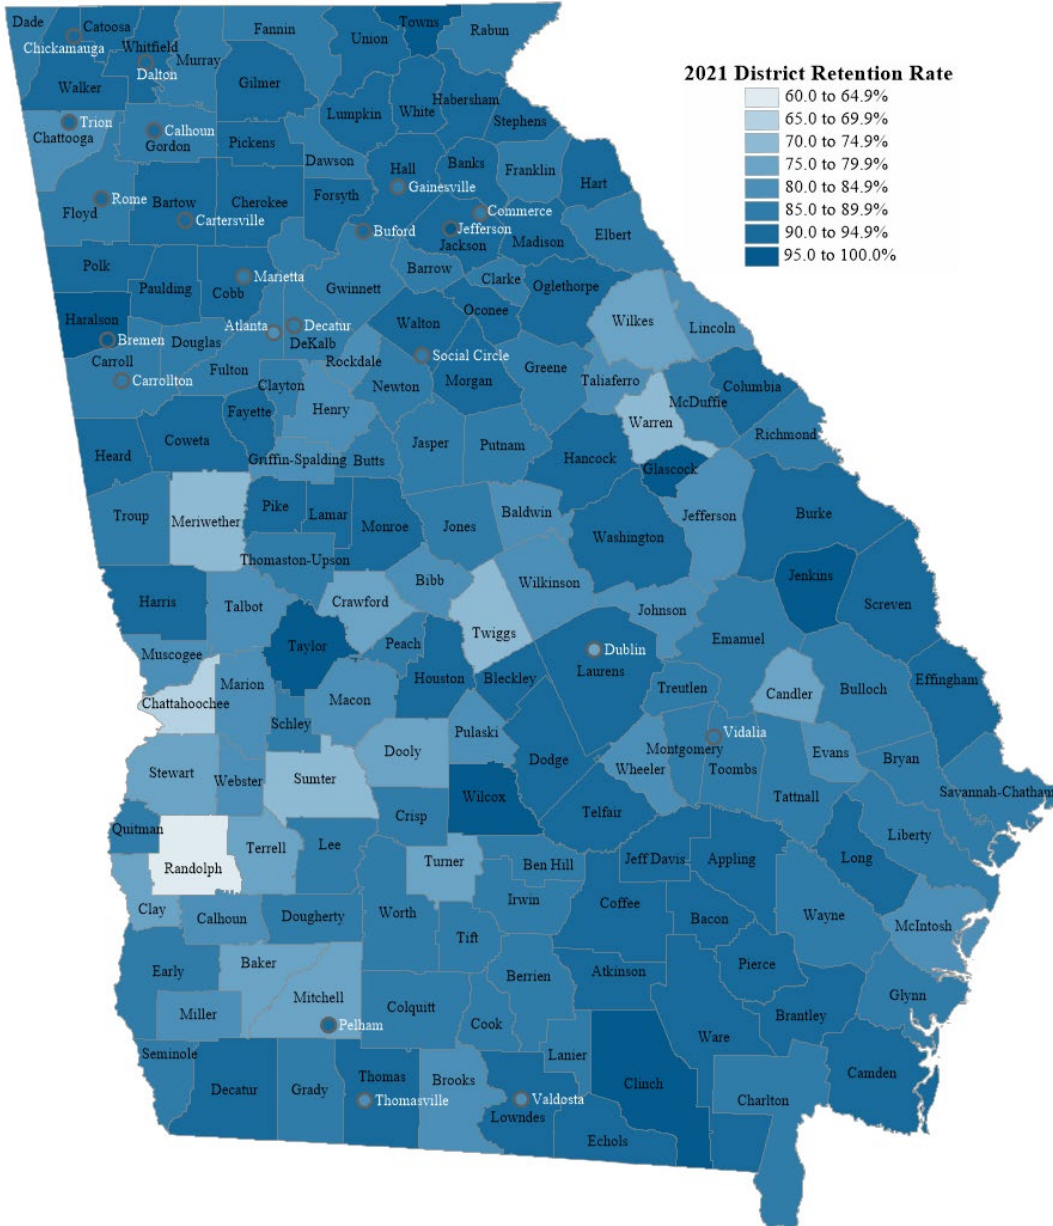 2021 District Retention Rate
60.0 to 64.9%
65.0 to 69.9%
70.0 to 74.9%
75.0 to 79.9%
80.0 to 84.9%
85.0 to 89.9%
90.0 to 94.9%
95.0 to 100.0%
Dade
Catoosa
Chickamauga
Whitfield
Dalton
Murray
Fannin
Union
Towns
Rabun
Walker
Gilmer
Lumpkin
White
Habersham
Stephens
Trion
Chattooga
Calhoun
Gordon
Pickens
Dawson
Hall
Banks
Franklin
Hart
Gainesville
Rome
Floyd
Bartow
Cartersville
Cherokee
Forsyth
Buford
Commerce
Jefferson
Jackson
Madison
Elbert
Polk
Paulding
Marietta
Cobb
Gwinnett
Barrow
Clarke
Oglethorpe
Oconee
Haralson
Bremen
Douglas
Atlanta
Decatur
DeKalb
Walton
Wilkes
Lincoln
Social Circle
Carroll
Carrollton
Fulton
Clayton
Rockdale
Newton
Morgan
Greene
Taliaferro
McDuffie
Columbia
Fayette
Henry
Warren
Richmond
Heard
Coweta
Griffin-Spalding
Butts
Jasper
Putnam
Hancock
Glascock
Troup
Meriwether
Pike
Lamar
Monroe
Jones
Baldwin
Washington
Jefferson
Burke
Thomaston-Upson
Jenkins
Screven
Harris
Talbot
Crawford
Bibb
Wilkinson
Johnson
Twiggs
Taylor
Peach
Emanuel
Muscogee
Dublin
Laurens
Chattahoochee
Marion
Macon
Houston
Bleckley
Treutlen
Candler
Bulloch
Effingham
Schley
Pulaski
Vidalia
Stewart
Webster
Sumter
Dooly
Dodge
Wheeler
Montgomery
Toombs
Evans
Bryan
Tattnall
Savannah-Chatham
Wilcox
Telfair
Quitman
Crisp
Liberty
Randolph
Terrell
Lee
Turner
Ben Hill
Jeff Davis
Appling
Long
Clay
Calhoun
Dougherty
Worth
Irwin
Coffee
Bacon
Wayne
McIntosh
Tift
Early
Baker
Mitchell
Berrien
Atkinson
Pierce
Glynn
Miller
Pelham
Colquitt
Cook
Ware
Brantley
Seminole
Lanier
Camden
Decatur
Grady
Thomas
Thomasville
Brooks
Valdosta
Lowndes
Clinch
Charlton
Echols